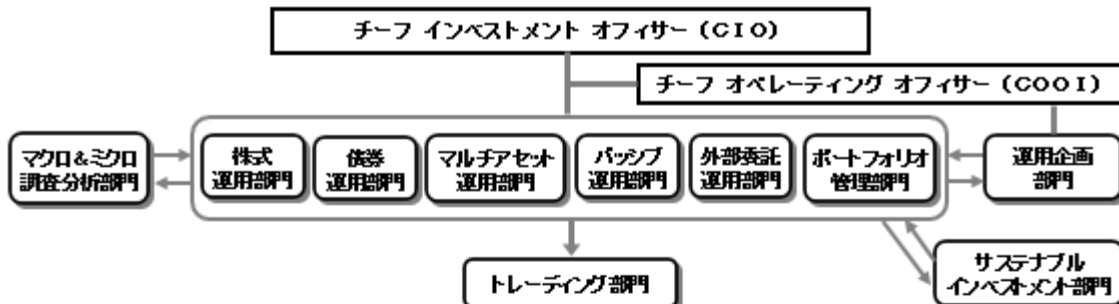 チーフ インベストメント オフィサー（CIO）
チーフ オペレーティング オフィサー（COOI）
マクロ&ミクロ
調査分析部門
株式
運用部門
債券
運用部門
マルチアセット
運用部門
パッシブ
運用部門
外部委託
運用部門
ポートフォリオ
管理部門
運用企画
部門
トレーディング部門
サステナブル
インベストメント部門